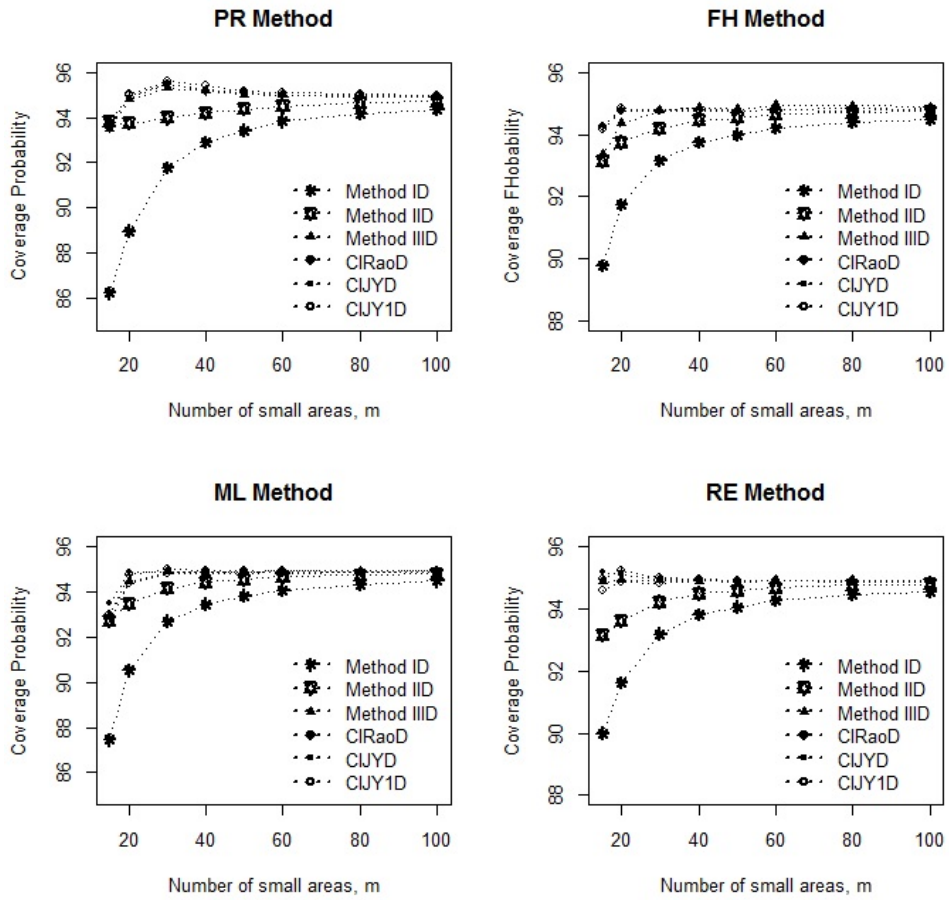 PR Method
Coverage Probability
96
94
92
90
88
86
Method ID
Method IID
Method IIID
CIRaoD
CIJYD
CIJY1D
20 40 60 80 100
Number of small areas, m
FH Method
Coverage FHobability
96
94
92
90
88
Method ID
Method IID
Method IIID
CIRaoD
CIJYD
CIJY1D
20 40 60 80 100
Number of small areas, m
ML Method
Coverage Probability
96
94
92
90
88
86
Method ID
Method IID
Method IIID
CIRaoD
CIJYD
CIJY1D
20 40 60 80 100
Number of small areas, m
RE Method
Coverage Probability
96
94
92
90
88
Method ID
Method IID
Method IIID
CIRaoD
CIJYD
CIJY1D
20 40 60 80 100
Number of small areas, m